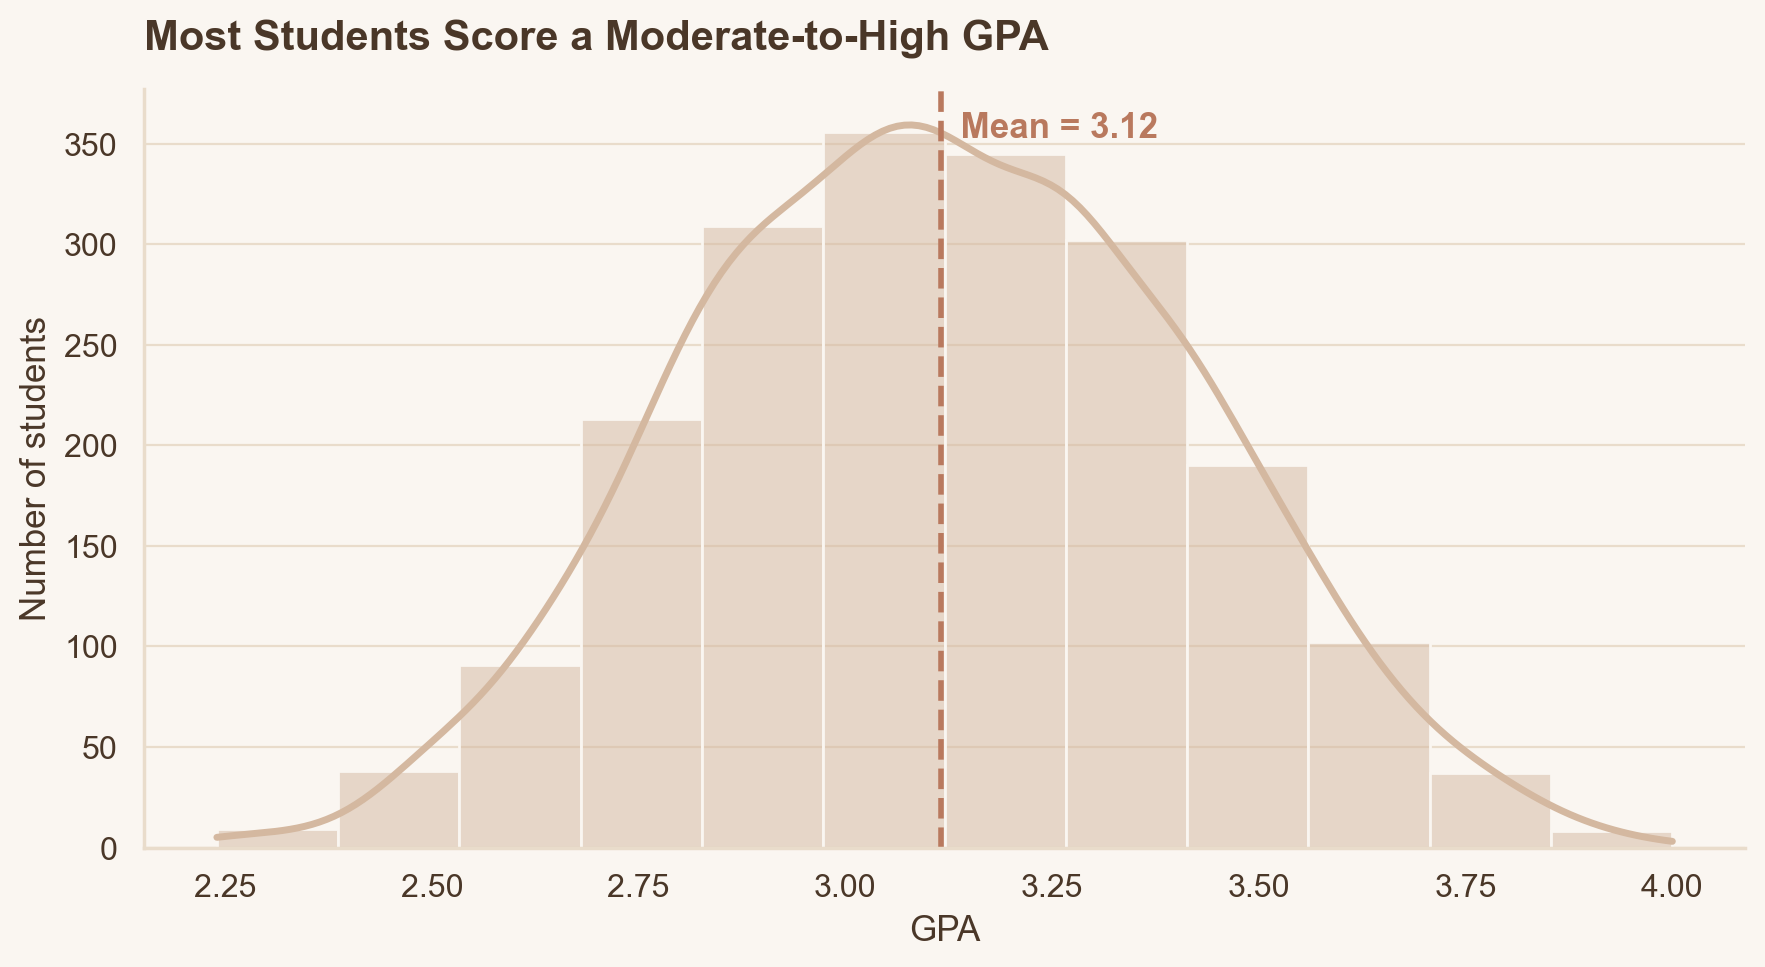 Most Students Score a Moderate-to-High GPA
Mean = 3.12
350
300
250
200
150
100
50
0
Number of students
2.25 2.50 2.75 3.00 3.25 3.50 3.75 4.00
GPA